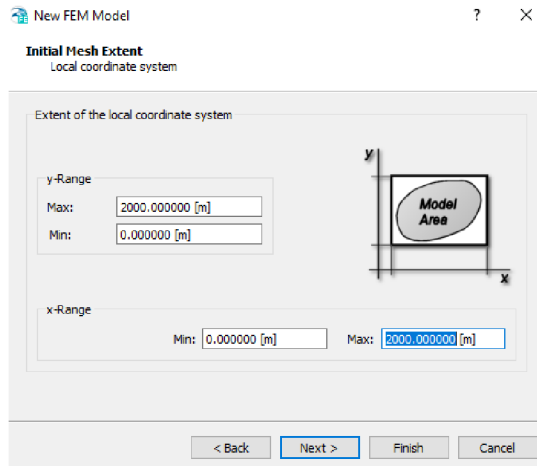 New FEM Model ? X
Initial Mesh Extent
Local coordinate system
Extent of the local coordinate system
y-Range
Max: 2000.000000 [m]
Min: 0.000000 [m]
y
Model
Area
x
x-Range
Min: 0.000000 [m] Max: 2000.000000 [m]
< Back Next > Finish Cancel